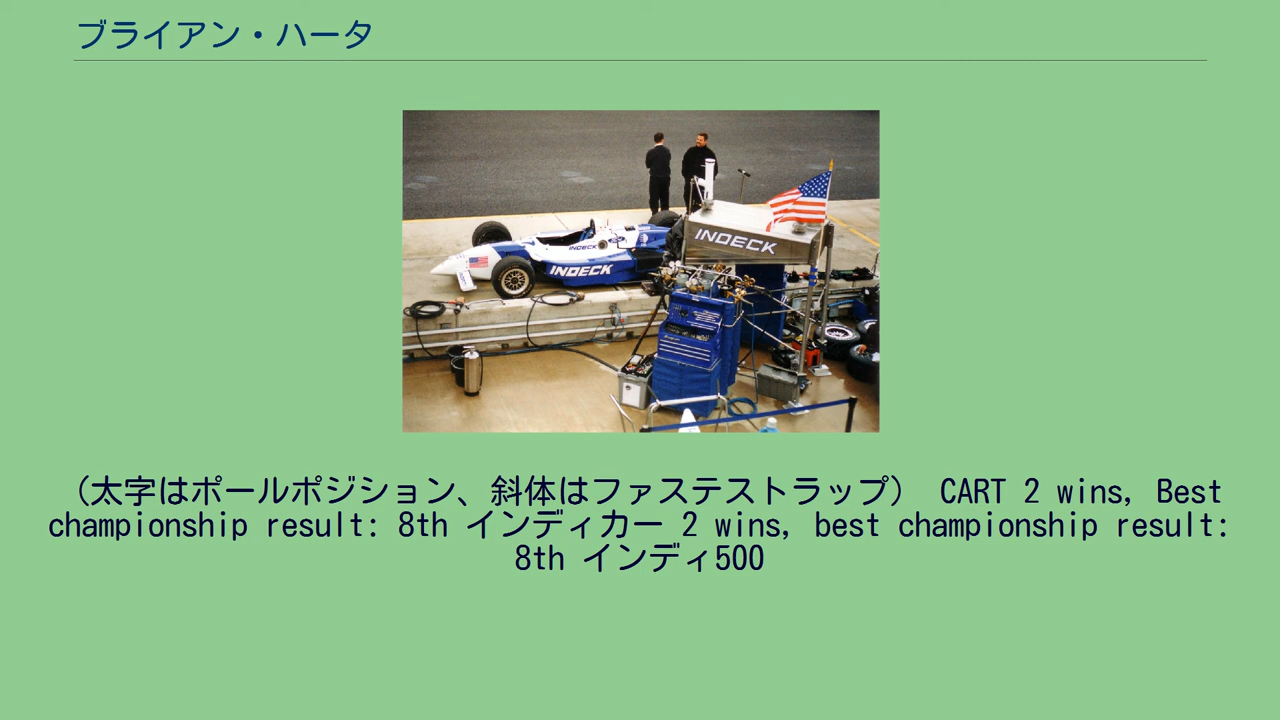 ブライアン・ハータ
INDECK
INDECK
INDECK
（太字はポールポジション、斜体はファステストラップ） CART 2 wins, Best
championship result: 8th インディカー 2 wins, best championship result:
8th インディ500